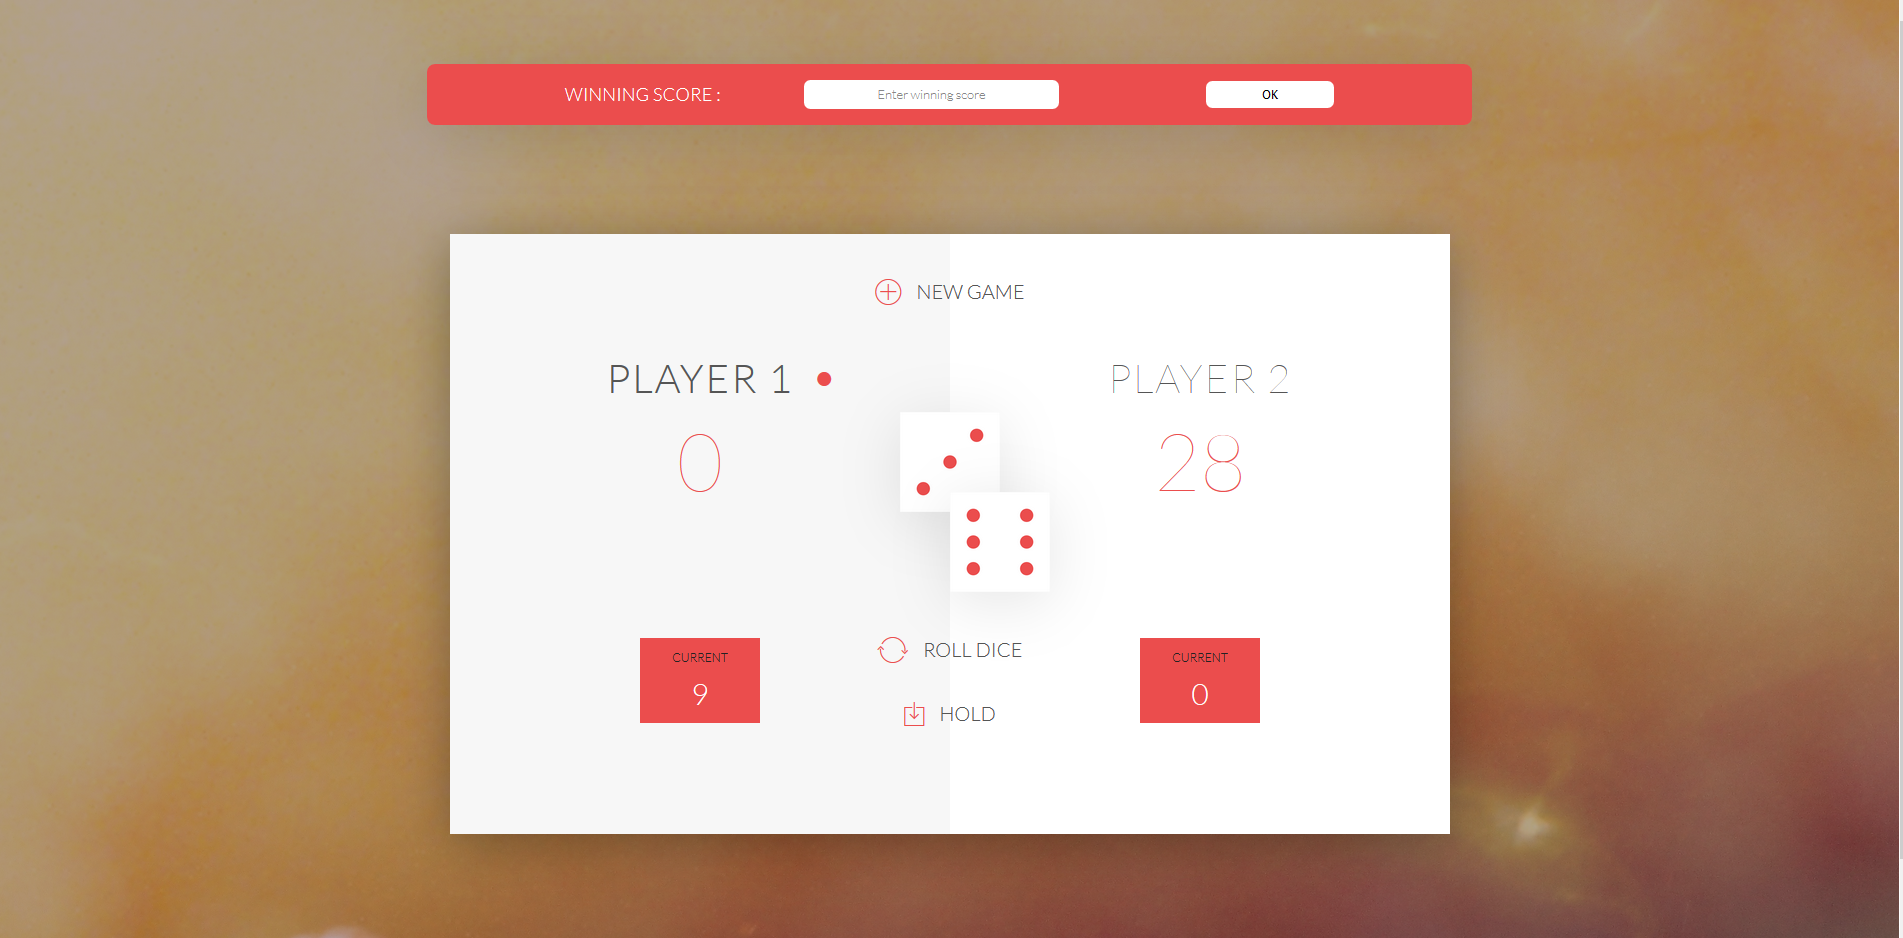 WINNING SCORE :
Enter winning score
OK
NEW GAME
PLAYER 1
PLAYER 2
0
28
ROLL DICE
CURRENT
9
CURRENT
0
HOLD